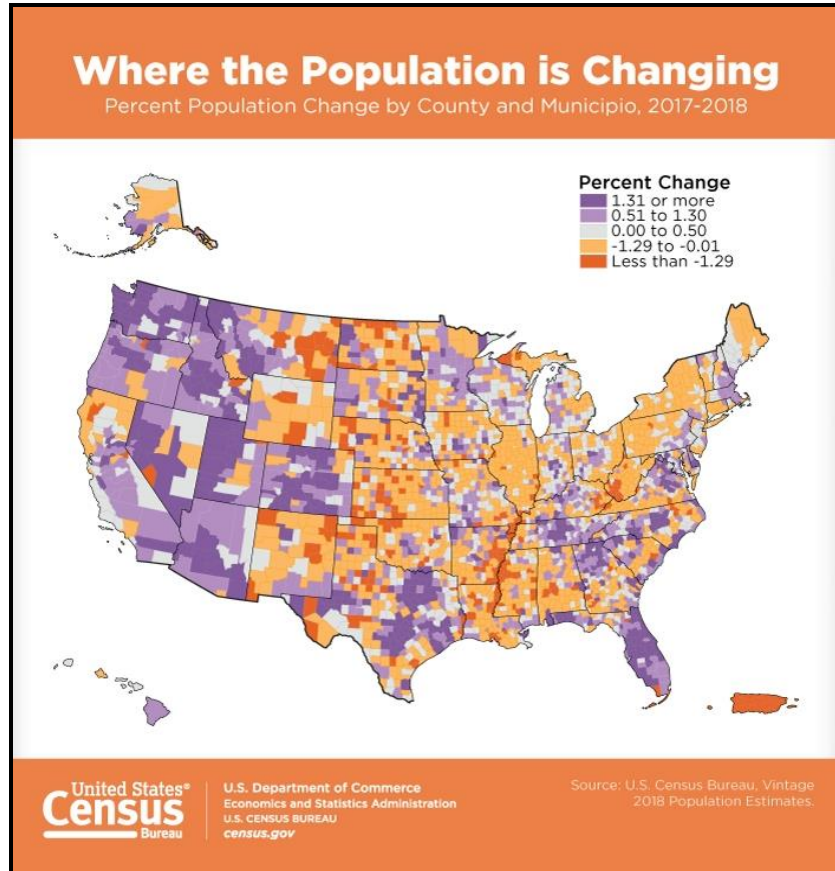 Where the Population is Changing
Percent Population Change by County and Municipio, 2017-2018
Percent Change
1.31 or more
0.51 to 1.30
0.00 to 0.50
-1.29 to -0.01
Less than -1.29
United States®
Census
Bureau
U.S. Department of Commerce
Economics and Statistics Administration
U.S. CENSUS BUREAU
census.gov
Source: U.S. Census Bureau, Vintage
2018 Population Estimates.